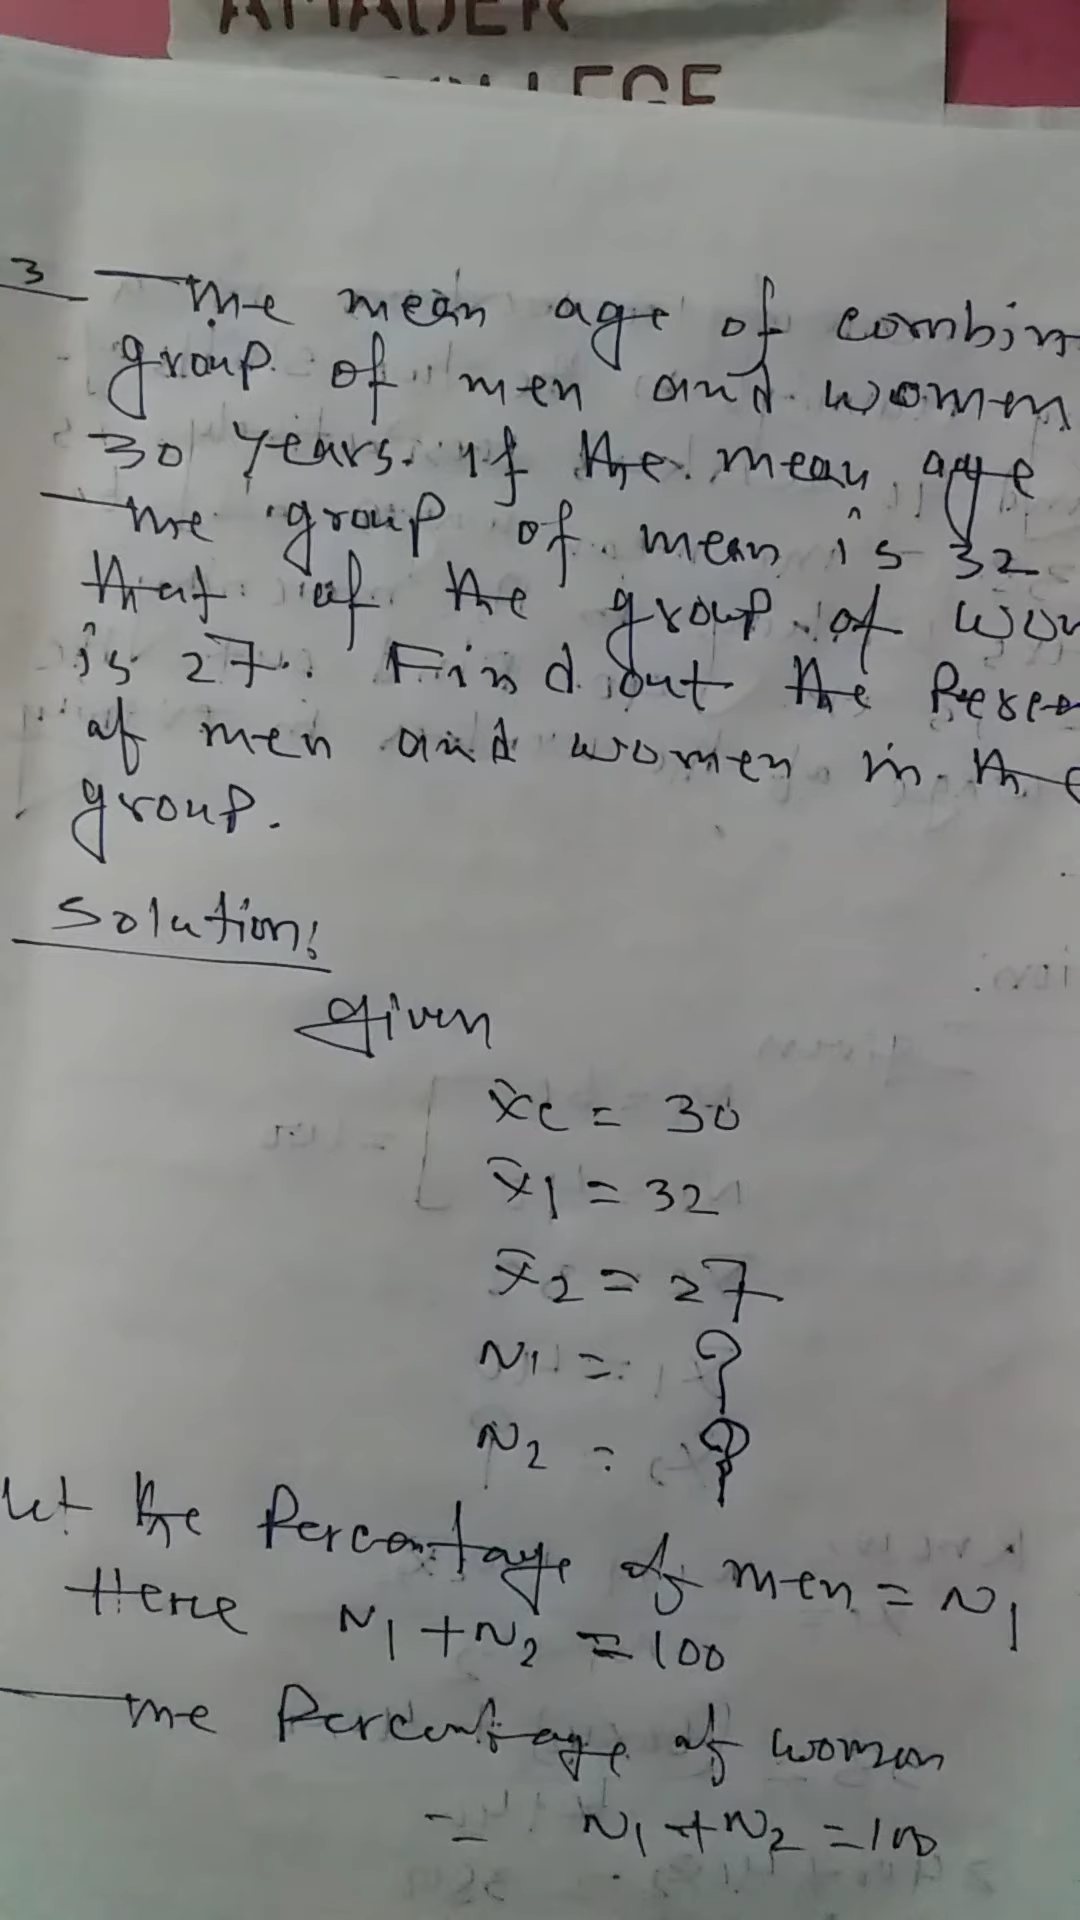 AMADER
COLLEGE
3 The mean age of combin
group of men and women
30 years. if the mean age
the group of mean is 32
that of the group of wom
is 27. Find out the Perce
of men and women in the
group.
Solution:
given
x̄c = 30
x̄1 = 32
x̄2 = 27
N1 = ?
N2 = ?
let the Percentage of men = N1
Here N1 + N2 = 100
The Percentage of women
= N1 + N2 = 100